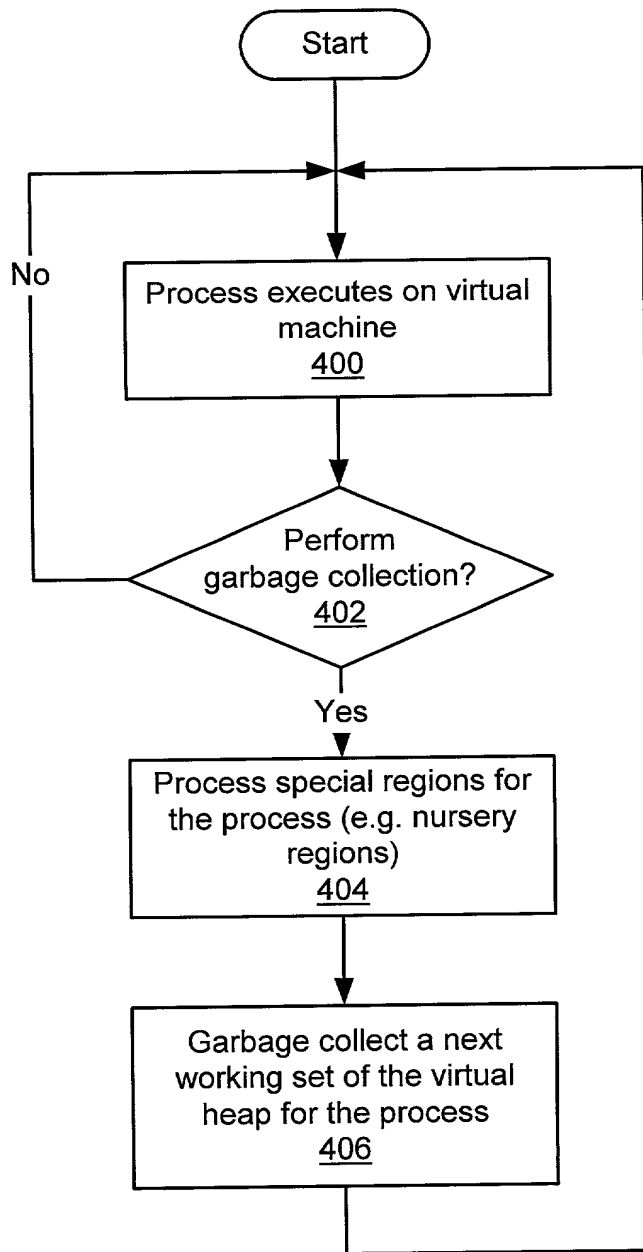 Start
No
Process executes on virtual
machine
400
Perform
garbage collection?
402
Yes
Process special regions for
the process (e.g. nursery
regions)
404
Garbage collect a next
working set of the virtual
heap for the process
406